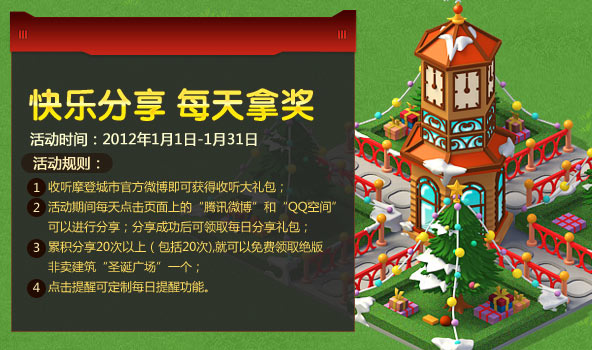 快乐分享 每天拿奖
活动时间：2012年1月1日-1月31日
活动规则：
1 收听摩登城市官方微博即可获得收听大礼包；
2 活动期间每天点击页面上的“腾讯微博”和“QQ空间”
可以进行分享；分享成功后可领取每日分享礼包；
3 累积分享20次以上（包括20次),就可以免费领取绝版
非卖建筑“圣诞广场”一个；
4 点击提醒可定制每日提醒功能。